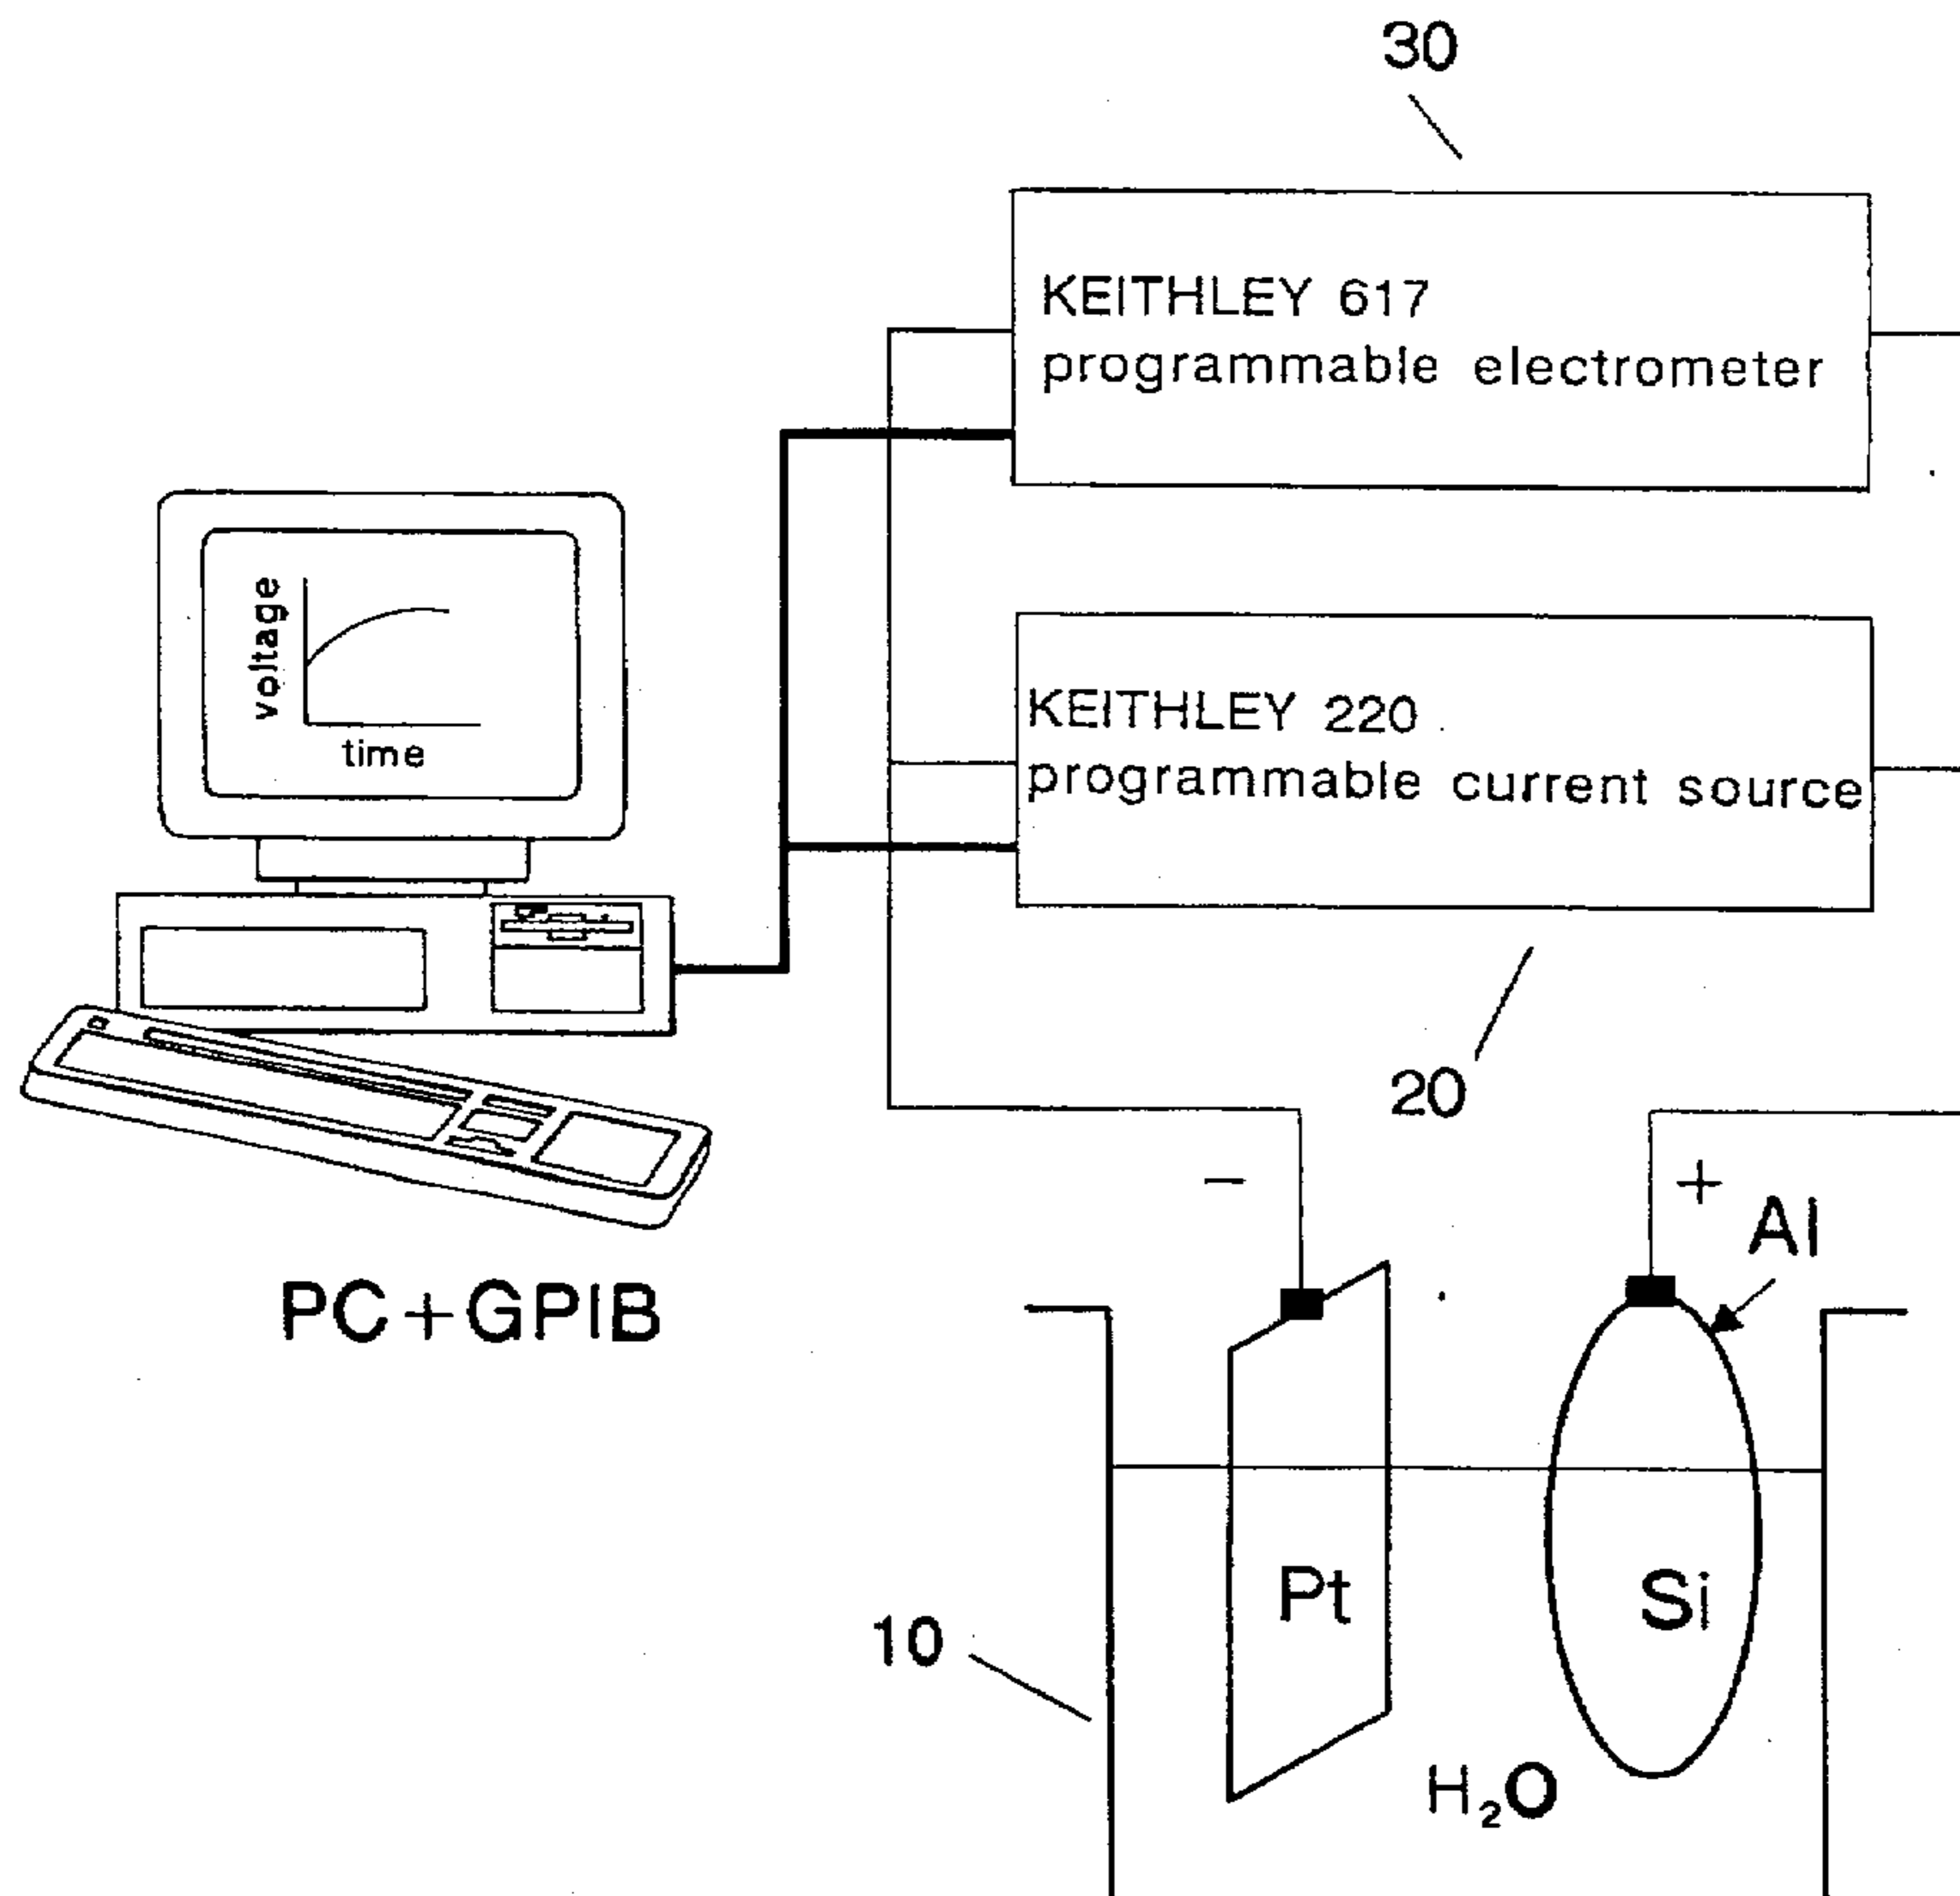 30
KEITHLEY 617
programmable electrometer
voltage
time
KEITHLEY 220
programmable current source
20
−
+
Al
PC+GPIB
Pt
Si
10
H₂O